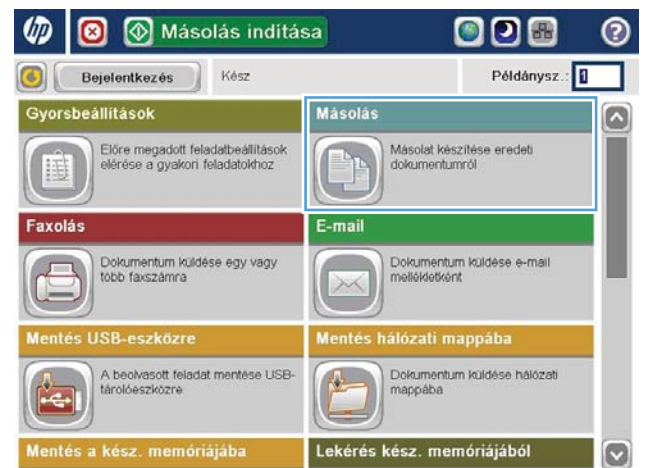 hp Másolás indítása ?
Bejelentkezés Kész Példánysz.: 1
Gyorsbeállítások
Előre megadott feladatbeállítások
elérése a gyakori feladatokhoz
Másolás
Másolat készítése eredeti
dokumentumról
Faxolás
Dokumentum küldése egy vagy
több faxszámra
E-mail
Dokumentum küldése e-mail
mellékletként
Mentés USB-eszközre
A beolvasott feladat mentése USB-
tárolóeszközre
Mentés hálózati mappába
Dokumentum küldése hálózati
mappába
Mentés a kész. memóriájába
Lekérés kész. memóriájából